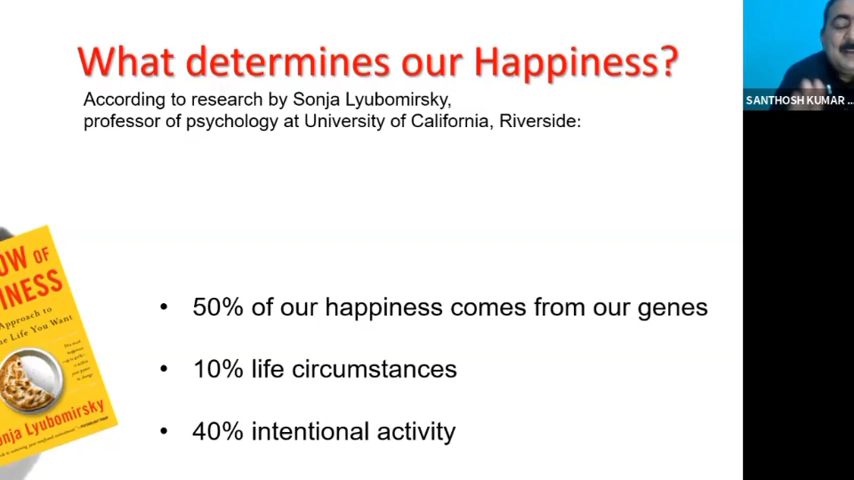 What determines our Happiness?
According to research by Sonja Lyubomirsky,
professor of psychology at University of California, Riverside:
SANTHOSH KUMAR ...
OW OF
INESS
Approach to
e Life You Want
onja Lyubomirsky
• 50% of our happiness comes from our genes
• 10% life circumstances
• 40% intentional activity